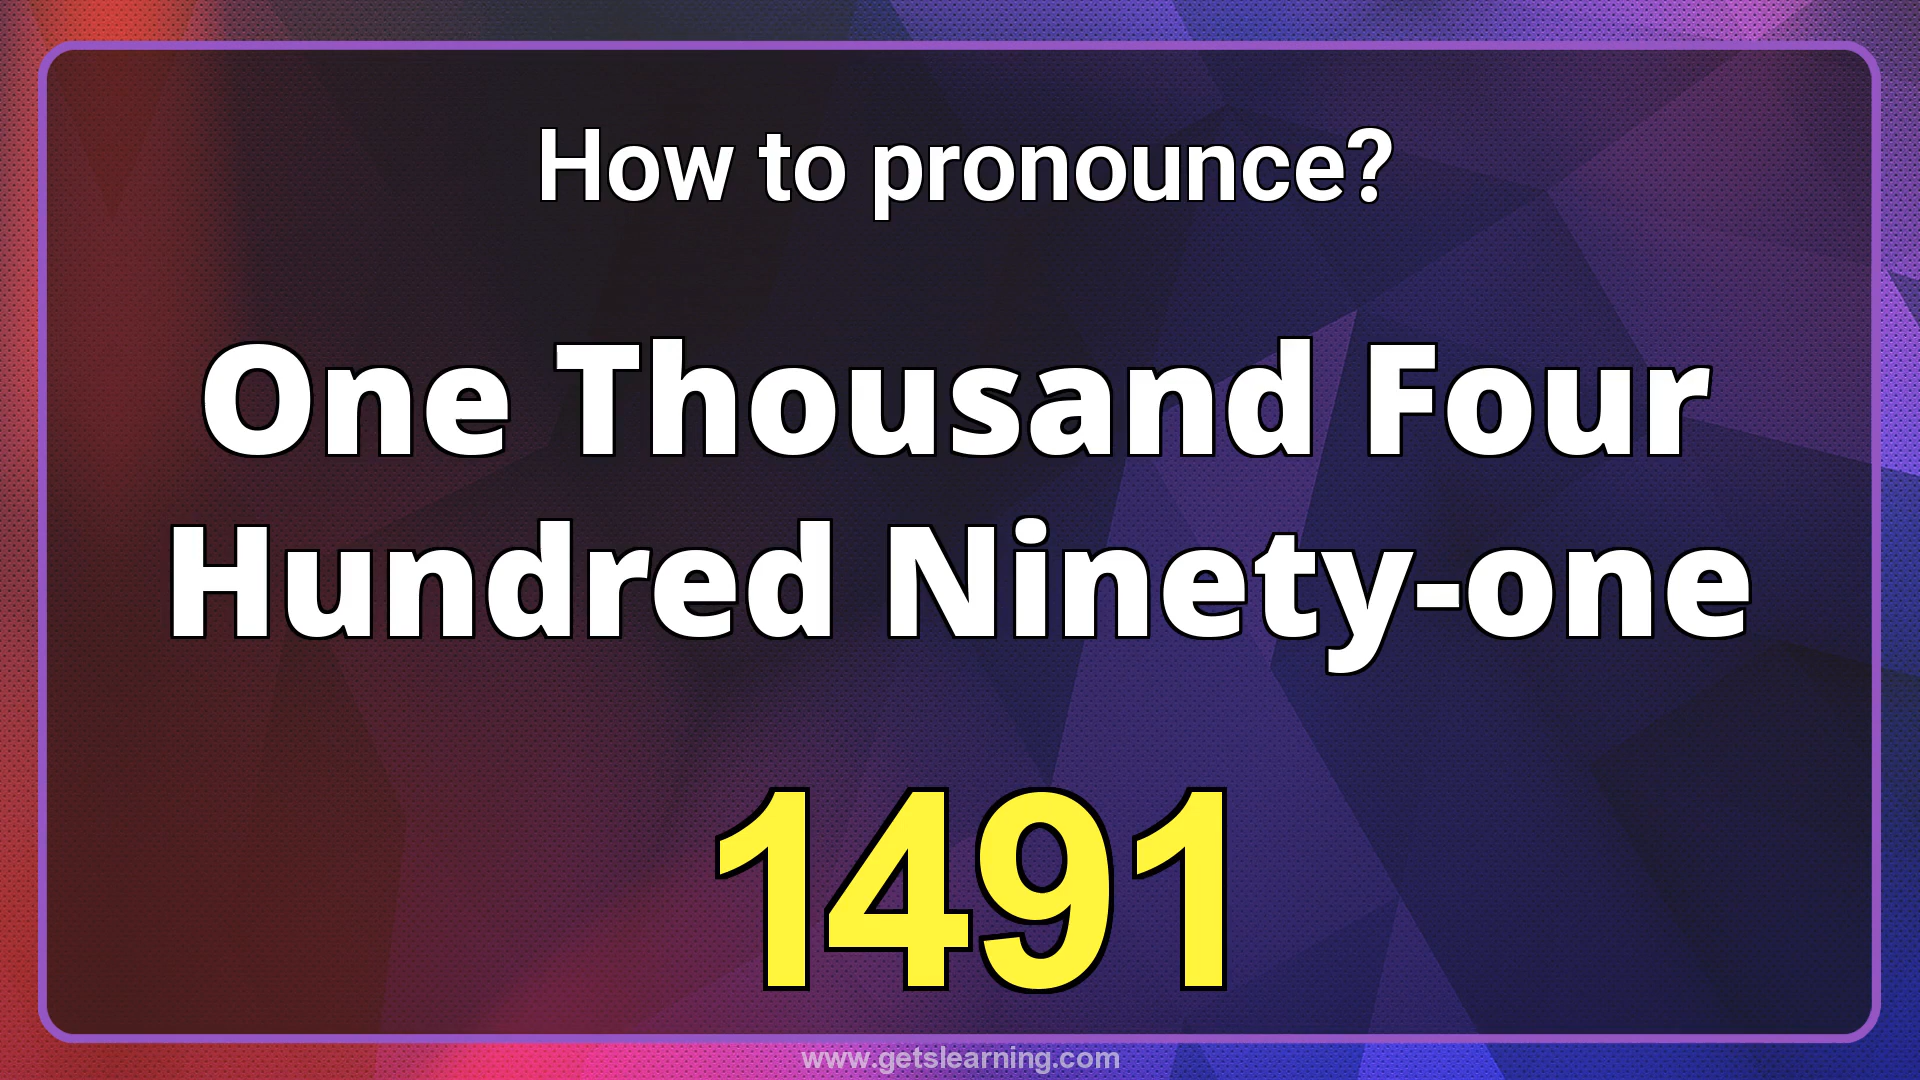 How to pronounce?
One Thousand Four
Hundred Ninety-one
1491
www.getslearning.com